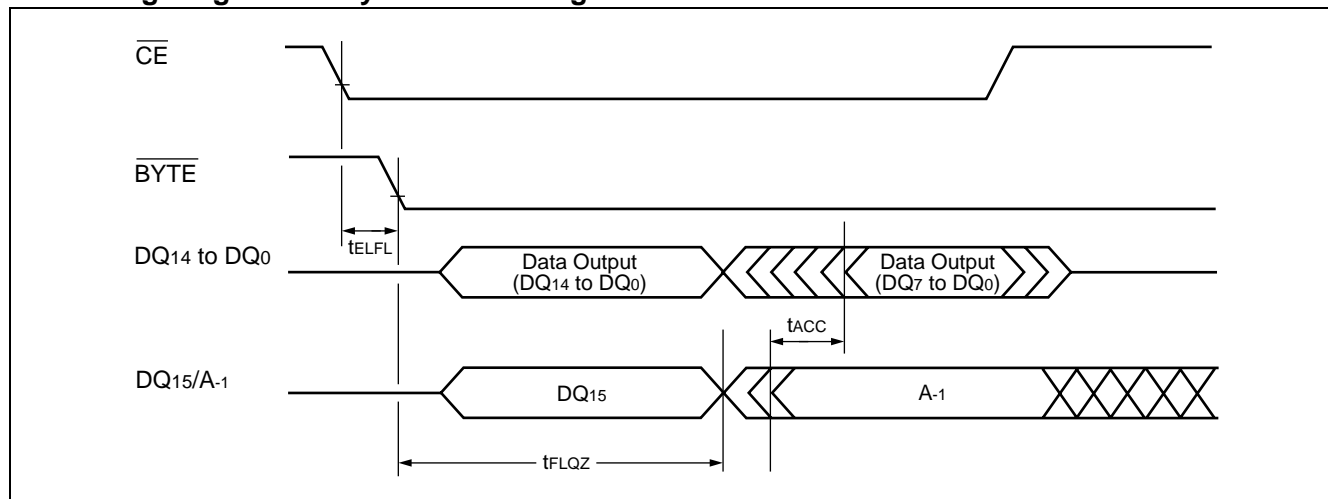 CE
BYTE
tELFL
DQ14 to DQ0
Data Output
(DQ14 to DQ0)
Data Output
(DQ7 to DQ0)
tACC
DQ15/A-1
DQ15
A-1
tFLQZ